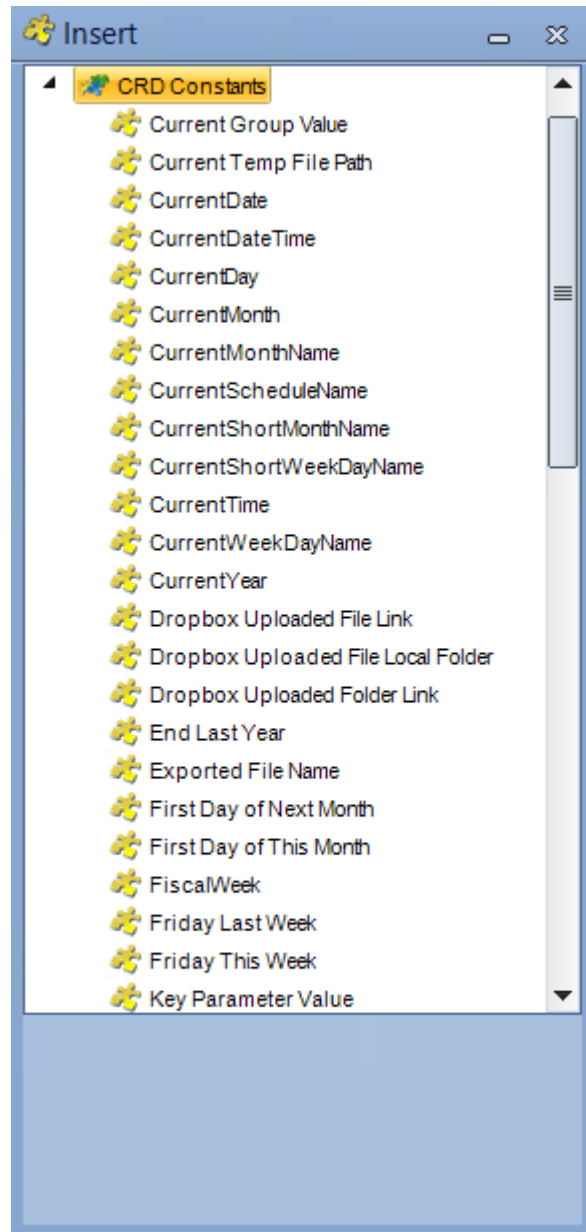 Insert
CRD Constants
Current Group Value
Current Temp File Path
CurrentDate
CurrentDateTime
CurrentDay
CurrentMonth
CurrentMonthName
CurrentScheduleName
CurrentShortMonthName
CurrentShortWeekDayName
CurrentTime
CurrentWeekDayName
CurrentYear
Dropbox Uploaded File Link
Dropbox Uploaded File Local Folder
Dropbox Uploaded Folder Link
End Last Year
Exported File Name
First Day of Next Month
First Day of This Month
FiscalWeek
Friday Last Week
Friday This Week
Key Parameter Value